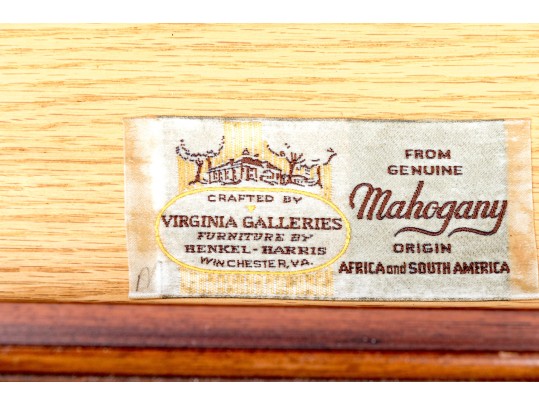 CRAFTED BY
VIRGINIA GALLERIES
FURNITURE BY
HENKEL-HARRIS
WINCHESTER, VA.
FROM
GENUINE
Mahogany
ORIGIN
AFRICA and SOUTH AMERICA